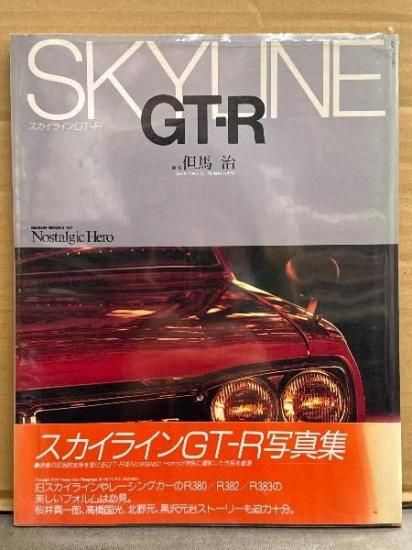 SKYLINE
GT-R
スカイラインGT-R
但馬 治
Nostalgic Hero
スカイラインGT-R写真集
旧スカイラインやレーシングカーのR380/R382/R383の
美しいフォルムは必見。
桜井真一郎、高橋国光、北野元、黒沢元治ストーリーも迫力十分。